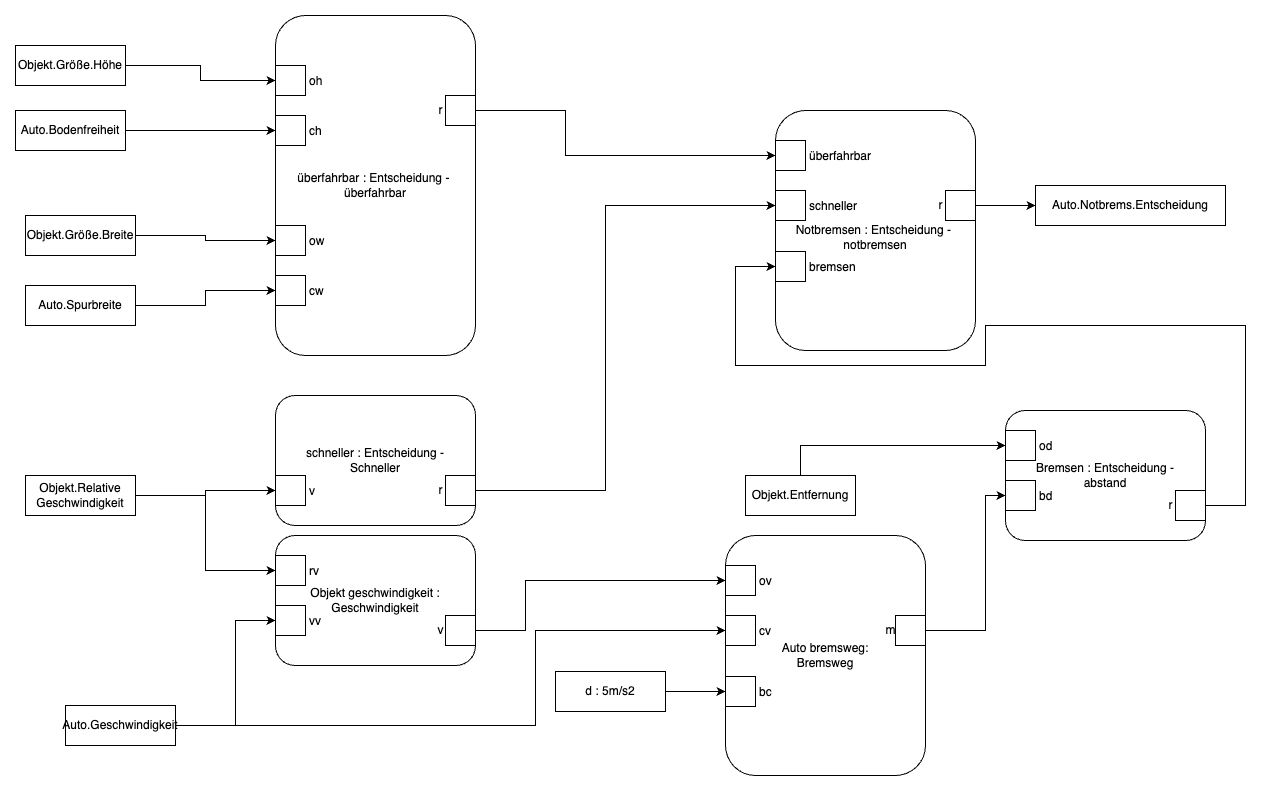 Objekt.Größe.Höhe
oh
r
Auto.Bodenfreiheit
ch
überfahrbar : Entscheidung -
überfahrbar
Objekt.Größe.Breite
ow
Auto.Spurbreite
cw
überfahrbar
schneller
r
Auto.Notbrems.Entscheidung
Notbremsen : Entscheidung -
notbremsen
bremsen
schneller : Entscheidung -
Schneller
Objekt.Relative
Geschwindigkeit
v
r
Objekt.Entfernung
od
Bremsen : Entscheidung -
abstand
bd
r
rv
Objekt geschwindigkeit :
Geschwindigkeit
vv
v
Auto.Geschwindigkeit
d : 5m/s2
ov
cv
m
Auto bremsweg:
Bremsweg
bc